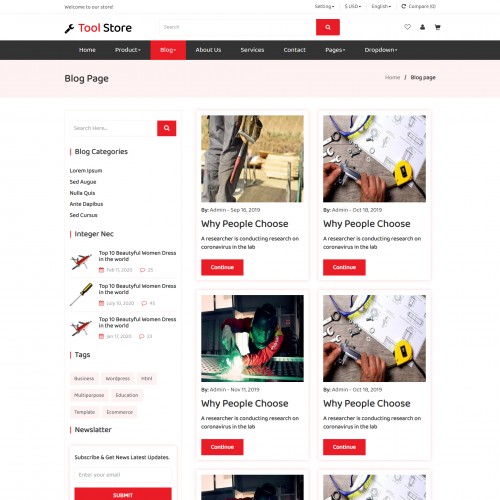 Welcome to our store!
Setting
$ USD
English
Compare (0)
Tool Store
Search
Home
Product
Blog
About Us
Services
Contact
Pages
Dropdown
Blog Page
Home / Blog page
Search Here...
Blog Categories
Lorem Ipsum
Sed Augue
Nulla Quis
Ante Dapibus
Sed Cursus
Integer Nec
Top 10 Beautyful Women Dress
in the world
Feb 11, 2020 25
Top 10 Beautyful Women Dress
in the world
July 10, 2020 45
Top 10 Beautyful Women Dress
in the world
Jan 17, 2020 23
Tags
Business
Wordpress
Html
Multipurpose
Education
Template
Ecommerce
Newslatter
Subscribe & Get News Latest Updates.
Enter your email
SUBMIT
By: Admin - Sep 16, 2019
Why People Choose
A researcher is conducting research on
coronavirus in the lab
Continue
By: Admin - Oct 18, 2019
Why People Choose
A researcher is conducting research on
coronavirus in the lab
Continue
By: Admin - Nov 11, 2019
Why People Choose
A researcher is conducting research on
coronavirus in the lab
Continue
By: Admin - Oct 18, 2019
Why People Choose
A researcher is conducting research on
coronavirus in the lab
Continue